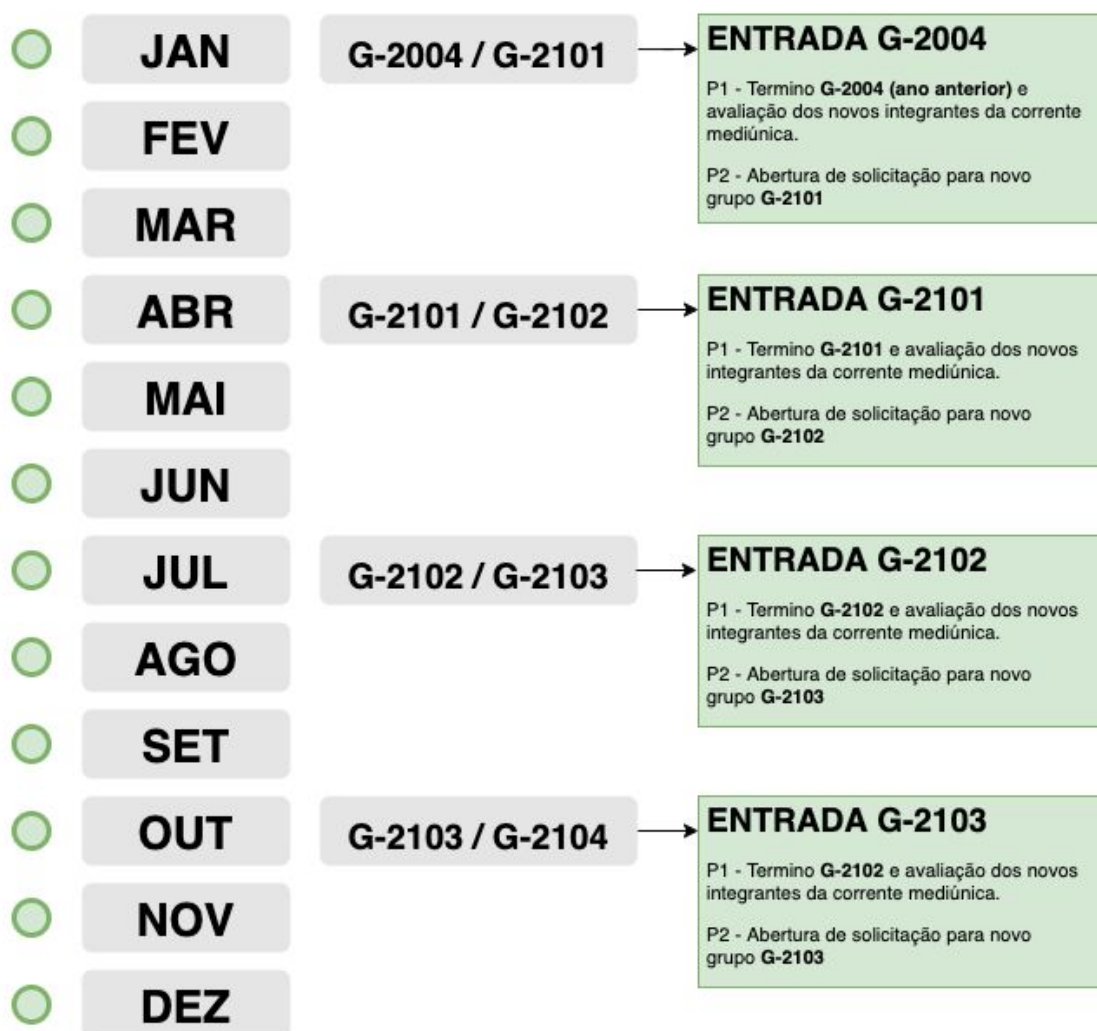 JAN
G-2004 / G-2101
ENTRADA G-2004
P1 - Termino G-2004 (ano anterior) e
avaliação dos novos integrantes da corrente
mediúnica.
P2 - Abertura de solicitação para novo
grupo G-2101
FEV
MAR
ABR
G-2101 / G-2102
ENTRADA G-2101
P1 - Termino G-2101 e avaliação dos novos
integrantes da corrente mediúnica.
P2 - Abertura de solicitação para novo
grupo G-2102
MAI
JUN
JUL
G-2102 / G-2103
ENTRADA G-2102
P1 - Termino G-2102 e avaliação dos novos
integrantes da corrente mediúnica.
P2 - Abertura de solicitação para novo
grupo G-2103
AGO
SET
OUT
G-2103 / G-2104
ENTRADA G-2103
P1 - Termino G-2102 e avaliação dos novos
integrantes da corrente mediúnica.
P2 - Abertura de solicitação para novo
grupo G-2103
NOV
DEZ